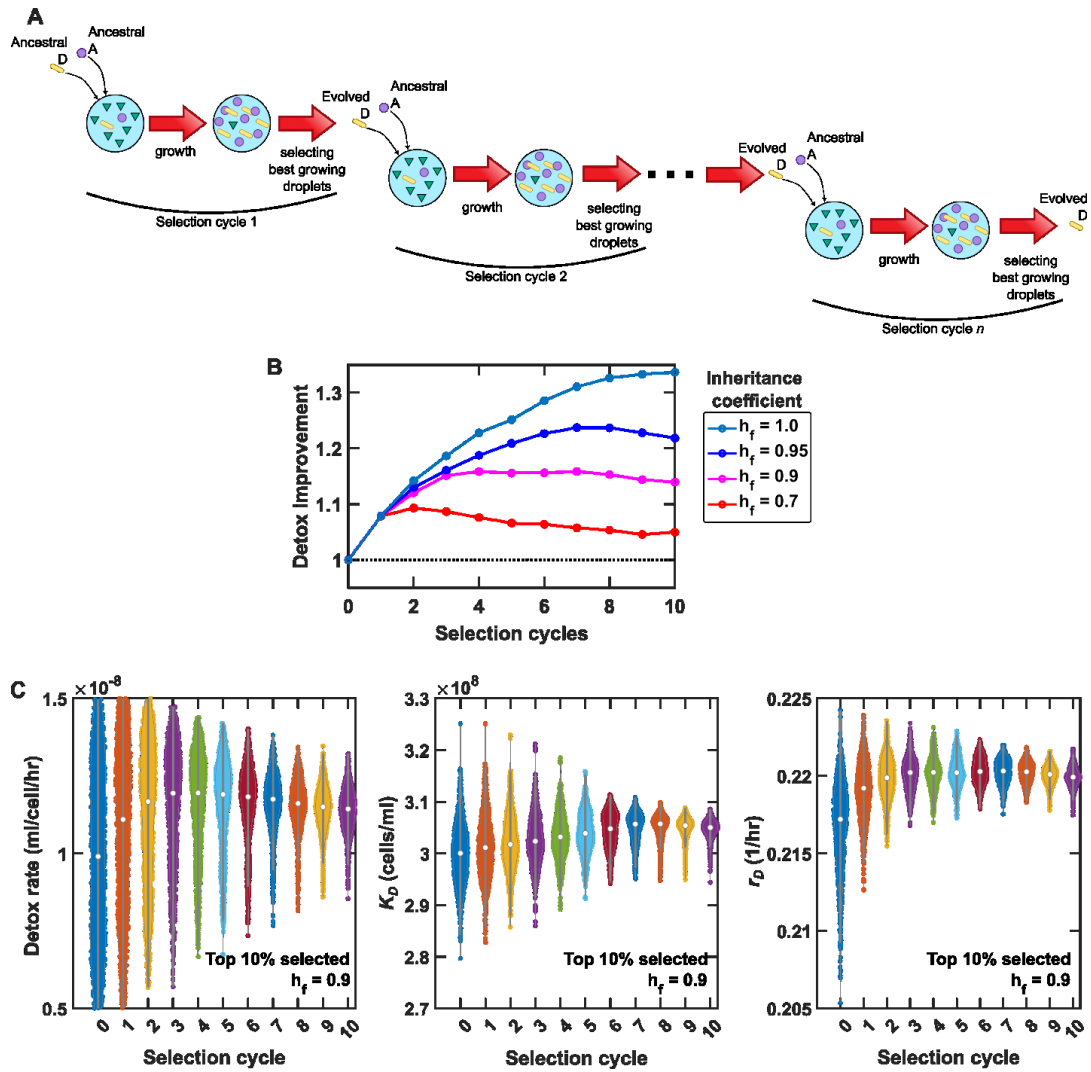 A
Ancestral
Ancestral
D
A
growth
selecting
best growing
droplets
Selection cycle 1
Ancestral
Evolved
A
D
growth
selecting
best growing
droplets
Selection cycle 2
Ancestral
Evolved
A
D
growth
selecting
best growing
droplets
Evolved
D
Selection cycle n
B
Detox improvement
1.3
1.2
1.1
1
0 2 4 6 8 10
Selection cycles
Inheritance
coefficient
h_f = 1.0
h_f = 0.95
h_f = 0.9
h_f = 0.7
C
×10⁻⁸
Detox rate (ml/cell/hr)
1.5
1
0.5
Top 10% selected
h_f = 0.9
0 1 2 3 4 5 6 7 8 9 10
Selection cycle
×10⁸
K_D (cells/ml)
3.3
3.2
3.1
3
2.9
2.8
2.7
Top 10% selected
h_f = 0.9
0 1 2 3 4 5 6 7 8 9 10
Selection cycle
r_D (1/hr)
0.225
0.22
0.215
0.21
0.205
Top 10% selected
h_f = 0.9
0 1 2 3 4 5 6 7 8 9 10
Selection cycle